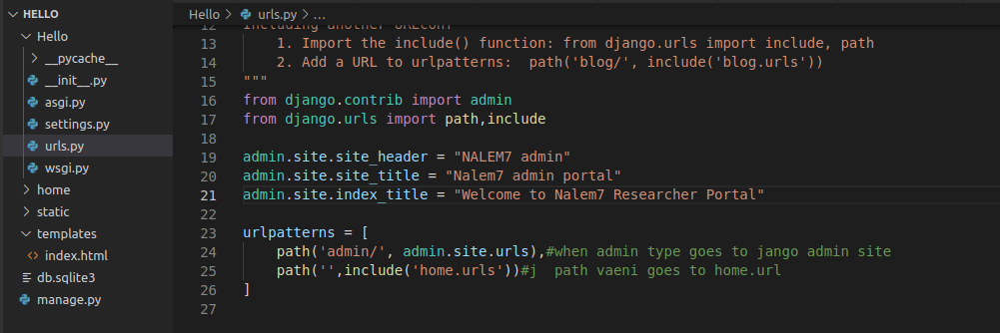 HELLO
Hello
__pycache__
__init__.py
asgi.py
settings.py
urls.py
wsgi.py
home
static
templates
index.html
db.sqlite3
manage.py
Hello > urls.py > ...
12 Including another URLconf
13 1. Import the include() function: from django.urls import include, path
14 2. Add a URL to urlpatterns:  path('blog/', include('blog.urls'))
15 """
16 from django.contrib import admin
17 from django.urls import path,include
18
19 admin.site.site_header = "NALEM7 admin"
20 admin.site.site_title = "Nalem7 admin portal"
21 admin.site.index_title = "Welcome to Nalem7 Researcher Portal"
22
23 urlpatterns = [
24 path('admin/', admin.site.urls),#when admin type goes to jango admin site
25 path('',include('home.urls'))#j  path vaeni goes to home.url
26 ]
27